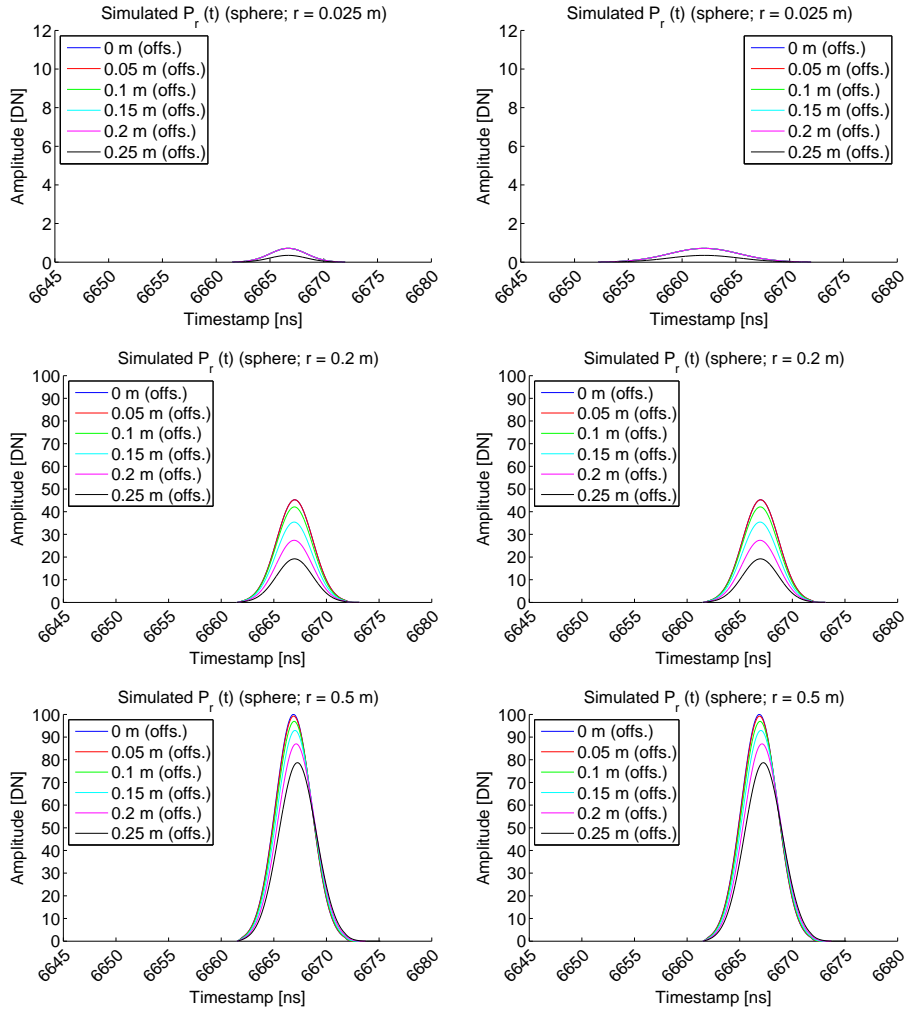 Simulated P_r (t) (sphere; r = 0.025 m)
Amplitude [DN]
12
10
8
6
4
2
0
0 m (offs.)
0.05 m (offs.)
0.1 m (offs.)
0.15 m (offs.)
0.2 m (offs.)
0.25 m (offs.)
6645
6650
6655
6660
6665
6670
6675
6680
Timestamp [ns]
Simulated P_r (t) (sphere; r = 0.025 m)
Amplitude [DN]
12
10
8
6
4
2
0
0 m (offs.)
0.05 m (offs.)
0.1 m (offs.)
0.15 m (offs.)
0.2 m (offs.)
0.25 m (offs.)
6645
6650
6655
6660
6665
6670
6675
6680
Timestamp [ns]
Simulated P_r (t) (sphere; r = 0.2 m)
Amplitude [DN]
100
90
80
70
60
50
40
30
20
10
0
0 m (offs.)
0.05 m (offs.)
0.1 m (offs.)
0.15 m (offs.)
0.2 m (offs.)
0.25 m (offs.)
6645
6650
6655
6660
6665
6670
6675
6680
Timestamp [ns]
Simulated P_r (t) (sphere; r = 0.2 m)
Amplitude [DN]
100
90
80
70
60
50
40
30
20
10
0
0 m (offs.)
0.05 m (offs.)
0.1 m (offs.)
0.15 m (offs.)
0.2 m (offs.)
0.25 m (offs.)
6645
6650
6655
6660
6665
6670
6675
6680
Timestamp [ns]
Simulated P_r (t) (sphere; r = 0.5 m)
Amplitude [DN]
100
90
80
70
60
50
40
30
20
10
0
0 m (offs.)
0.05 m (offs.)
0.1 m (offs.)
0.15 m (offs.)
0.2 m (offs.)
0.25 m (offs.)
6645
6650
6655
6660
6665
6670
6675
6680
Timestamp [ns]
Simulated P_r (t) (sphere; r = 0.5 m)
Amplitude [DN]
100
90
80
70
60
50
40
30
20
10
0
0 m (offs.)
0.05 m (offs.)
0.1 m (offs.)
0.15 m (offs.)
0.2 m (offs.)
0.25 m (offs.)
6645
6650
6655
6660
6665
6670
6675
6680
Timestamp [ns]